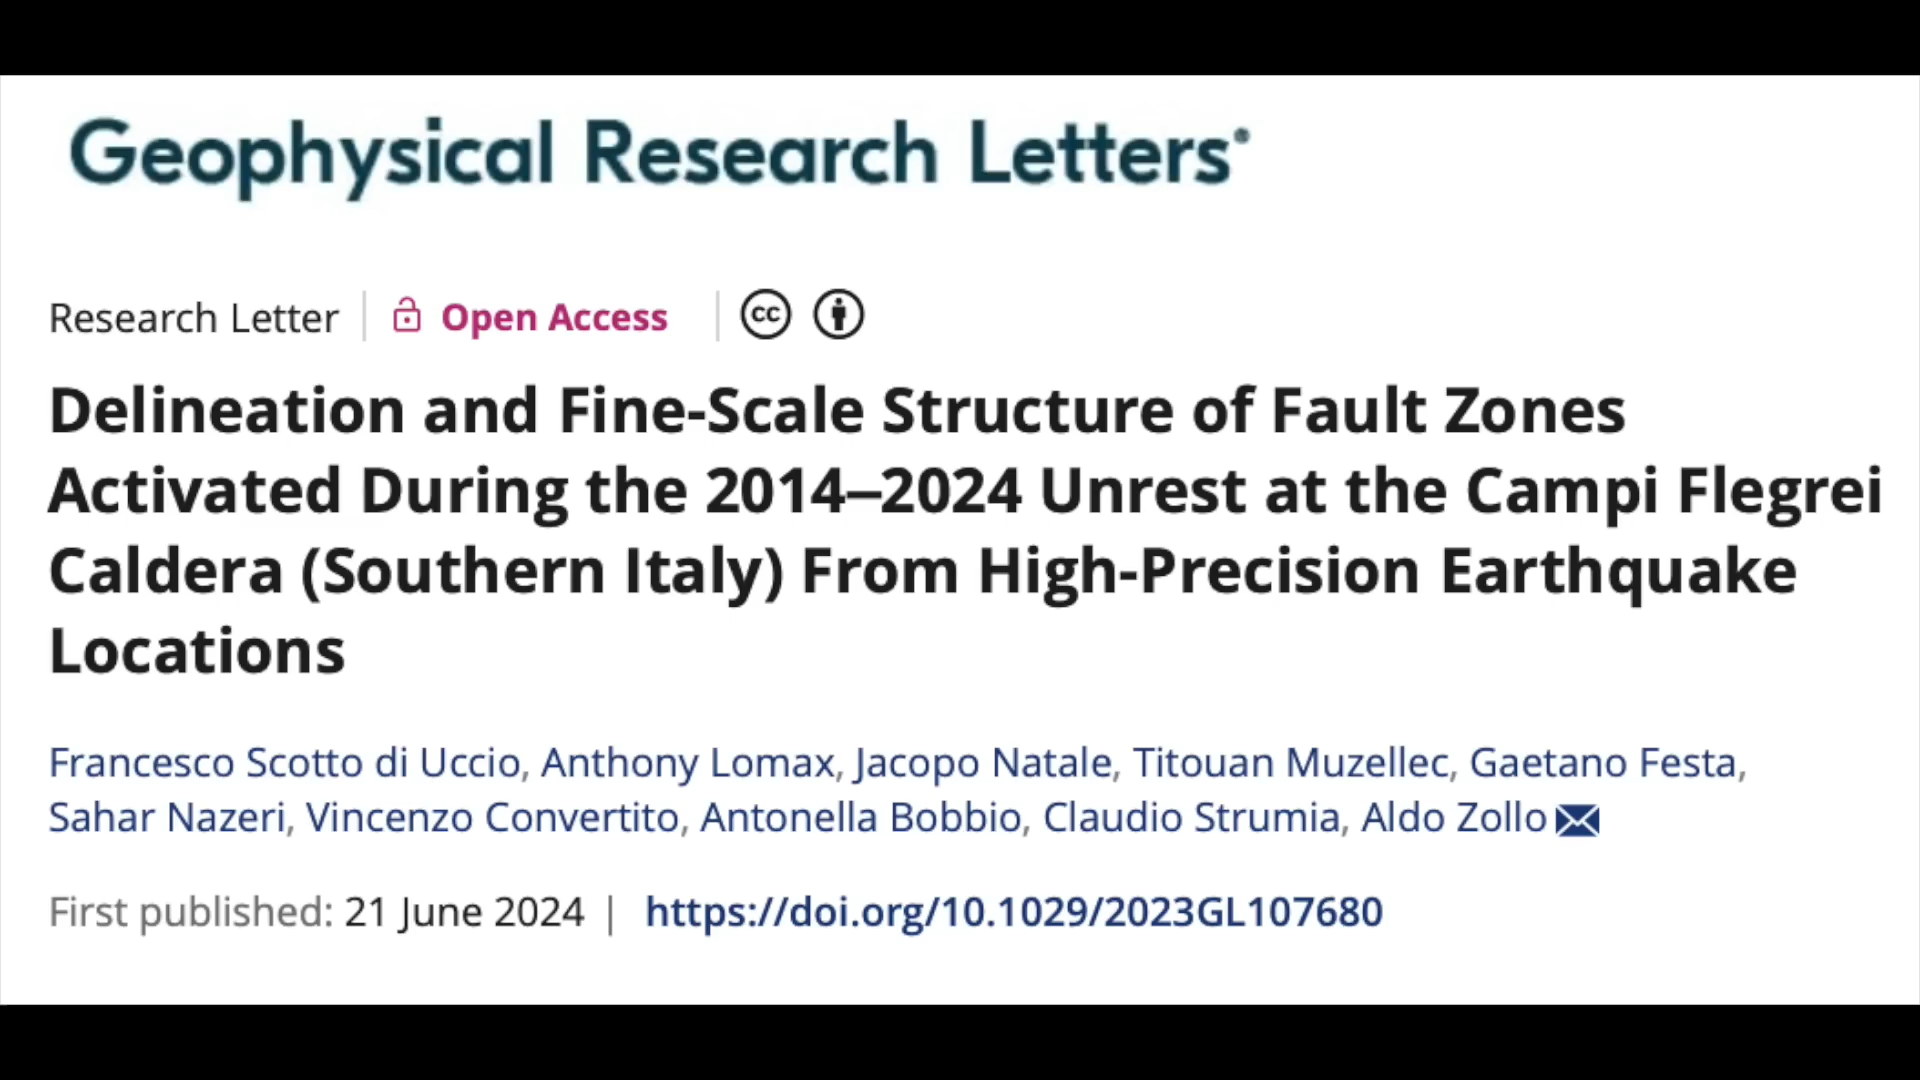 Geophysical Research Letters®
Research Letter | Open Access | cc
Delineation and Fine-Scale Structure of Fault Zones
Activated During the 2014–2024 Unrest at the Campi Flegrei
Caldera (Southern Italy) From High-Precision Earthquake
Locations
Francesco Scotto di Uccio, Anthony Lomax, Jacopo Natale, Titouan Muzellec, Gaetano Festa,
Sahar Nazeri, Vincenzo Convertito, Antonella Bobbio, Claudio Strumia, Aldo Zollo
First published: 21 June 2024 | https://doi.org/10.1029/2023GL107680